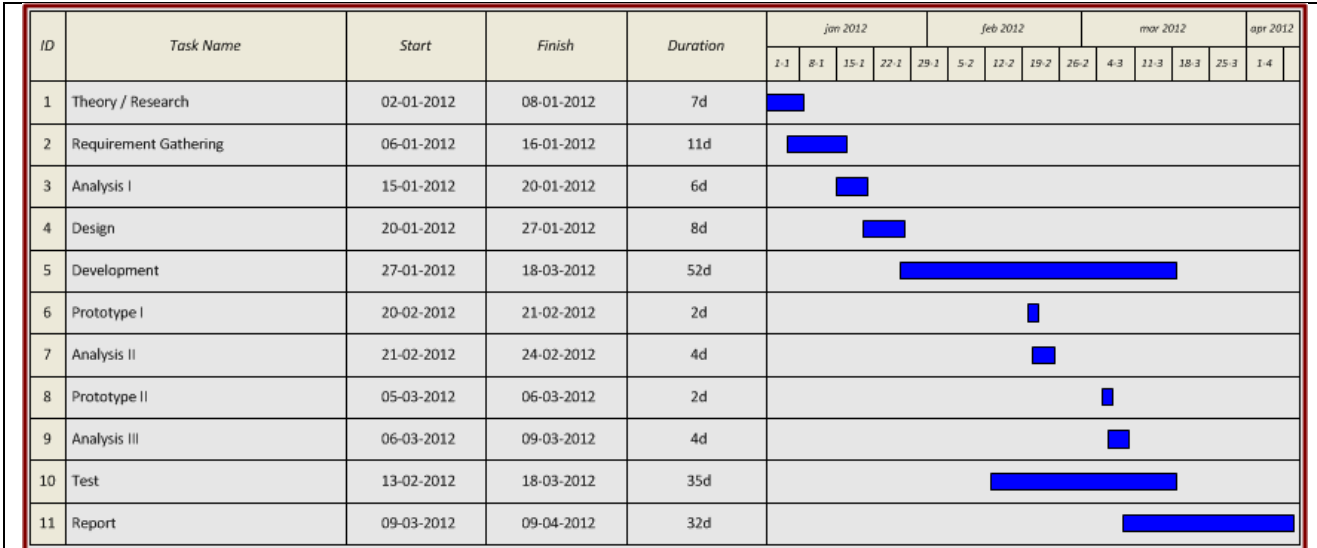 ID Task Name Start Finish Duration jan 2012 feb 2012 mar 2012 apr 2012
1-1 8-1 15-1 22-1 29-1 5-2 12-2 19-2 26-2 4-3 11-3 18-3 25-3 1-4
1 Theory / Research 02-01-2012 08-01-2012 7d
2 Requirement Gathering 06-01-2012 16-01-2012 11d
3 Analysis I 15-01-2012 20-01-2012 6d
4 Design 20-01-2012 27-01-2012 8d
5 Development 27-01-2012 18-03-2012 52d
6 Prototype I 20-02-2012 21-02-2012 2d
7 Analysis II 21-02-2012 24-02-2012 4d
8 Prototype II 05-03-2012 06-03-2012 2d
9 Analysis III 06-03-2012 09-03-2012 4d
10 Test 13-02-2012 18-03-2012 35d
11 Report 09-03-2012 09-04-2012 32d